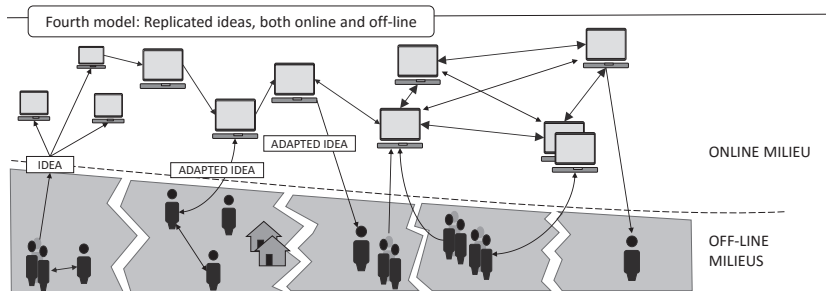 Fourth model: Replicated ideas, both online and off-line
ADAPTED IDEA
IDEA
ADAPTED IDEA
ONLINE MILIEU
OFF-LINE
MILIEUS